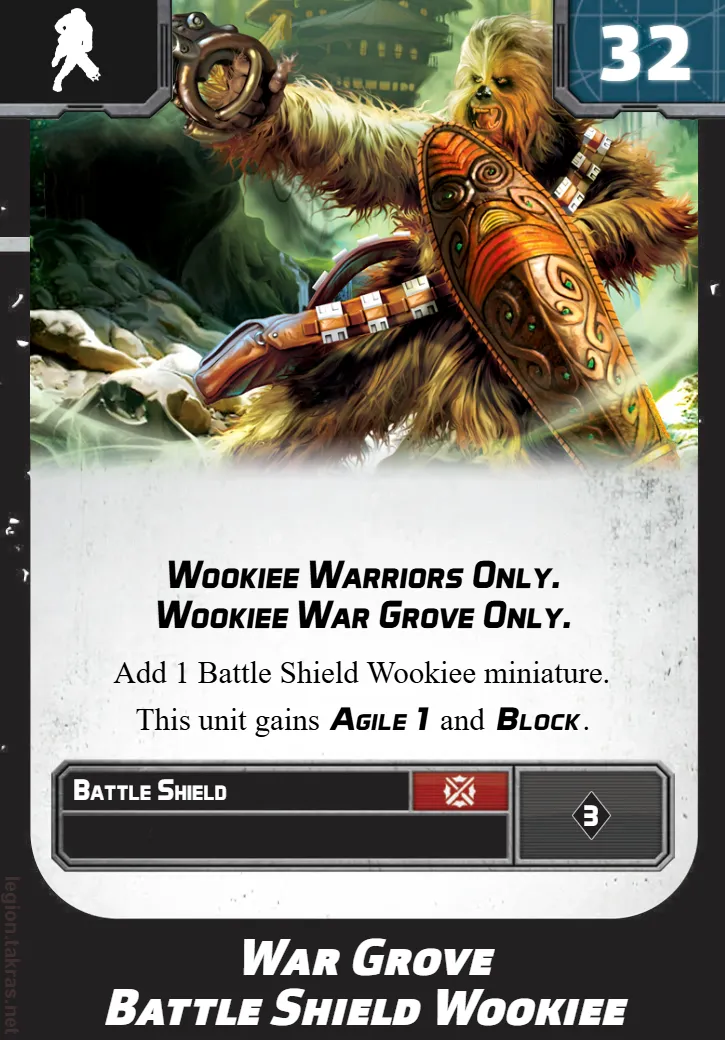 32
Wookiee Warriors Only.
Wookiee War Grove Only.
Add 1 Battle Shield Wookiee miniature.
This unit gains Agile 1 and Block.
Battle Shield
3
legion.takras.net
War Grove
Battle Shield Wookiee